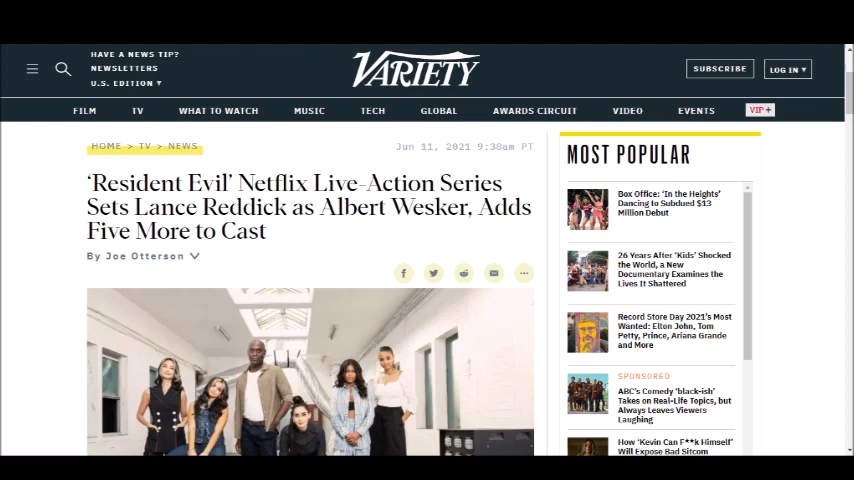 HAVE A NEWS TIP?
NEWSLETTERS
U.S. EDITION ▾
VARIETY
SUBSCRIBE
LOG IN ▾
FILM TV WHAT TO WATCH MUSIC TECH GLOBAL AWARDS CIRCUIT VIDEO EVENTS VIP+
HOME > TV > NEWS
Jun 11, 2021 9:38am PT
‘Resident Evil’ Netflix Live-Action Series
Sets Lance Reddick as Albert Wesker, Adds
Five More to Cast
By Joe Otterson
MOST POPULAR
Box Office: ‘In the Heights’
Dancing to Subdued $13
Million Debut
26 Years After ‘Kids’ Shocked
the World, a New
Documentary Examines the
Lives It Shattered
Record Store Day 2021’s Most
Wanted: Elton John, Tom
Petty, Prince, Ariana Grande
and More
SPONSORED
ABC’s Comedy ‘black-ish’
Takes on Real-Life Topics, but
Always Leaves Viewers
Laughing
How ‘Kevin Can F**k Himself’
Will Expose Bad Sitcom